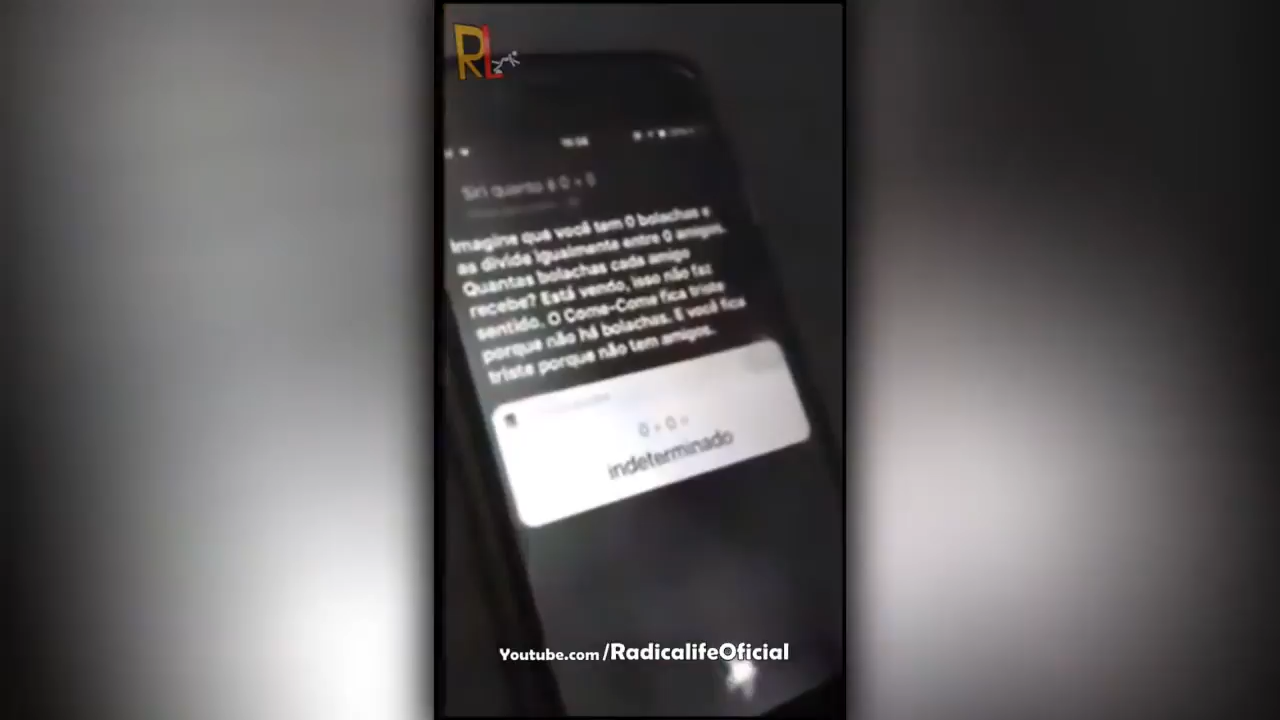 RL
Siri quanto é 0 ÷ 0
Imagine que você tem 0 bolachas e
as divide igualmente entre 0 amigos.
Quantas bolachas cada amigo
recebe? Está vendo, isso não faz
sentido. O Come-Come fica triste
porque não há bolachas. E você fica
triste porque não tem amigos.
0 ÷ 0 =
indeterminado
Youtube.com/RadicalifeOficial